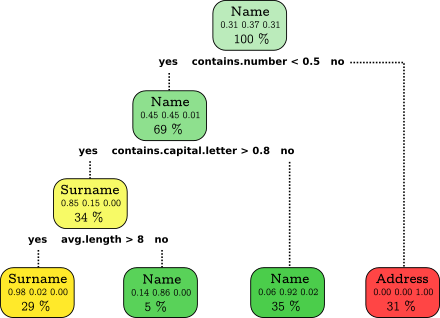 Name
0.31 0.37 0.31
100 %
yes contains.number < 0.5 no
Name
0.45 0.45 0.01
69 %
yes contains.capital.letter > 0.8 no
Surname
0.85 0.15 0.00
34 %
yes avg.length > 8 no
Surname
0.98 0.02 0.00
29 %
Name
0.14 0.86 0.00
5 %
Name
0.06 0.92 0.02
35 %
Address
0.00 0.00 1.00
31 %